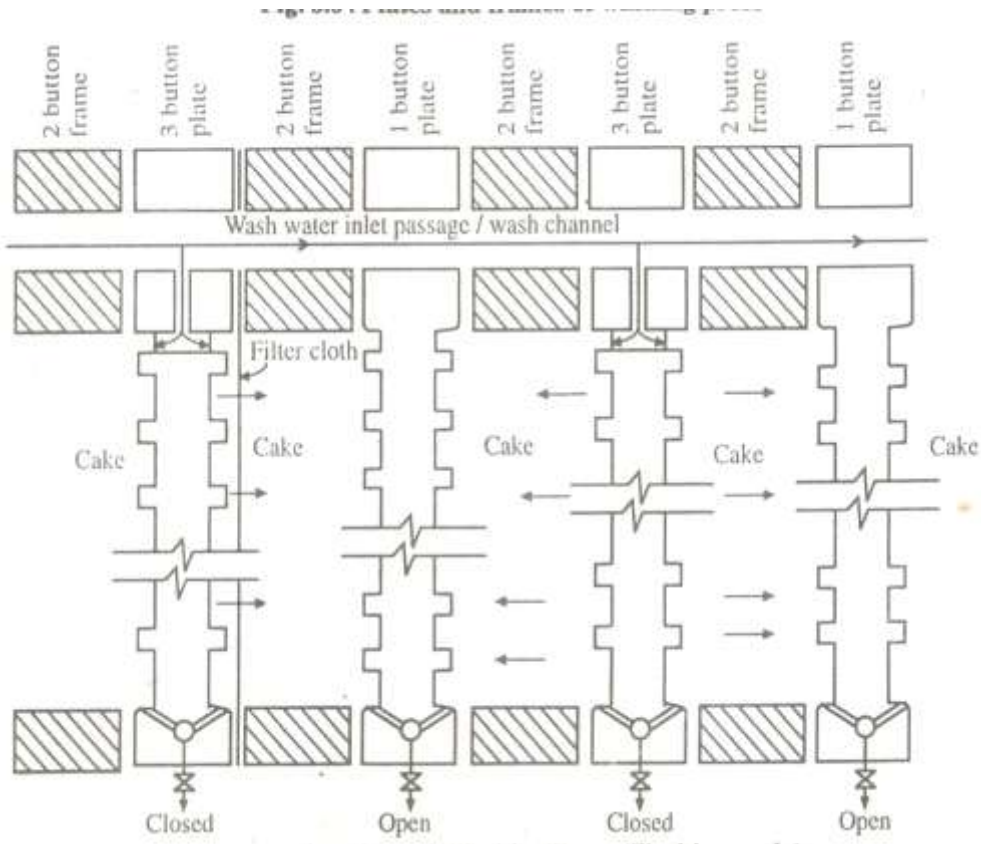 2 button
frame
3 button
plate
2 button
frame
1 button
plate
2 button
frame
3 button
plate
2 button
frame
1 button
plate
Wash water inlet passage / wash channel
Filter cloth
Cake
Cake
Cake
Cake
Cake
Closed
Open
Closed
Open